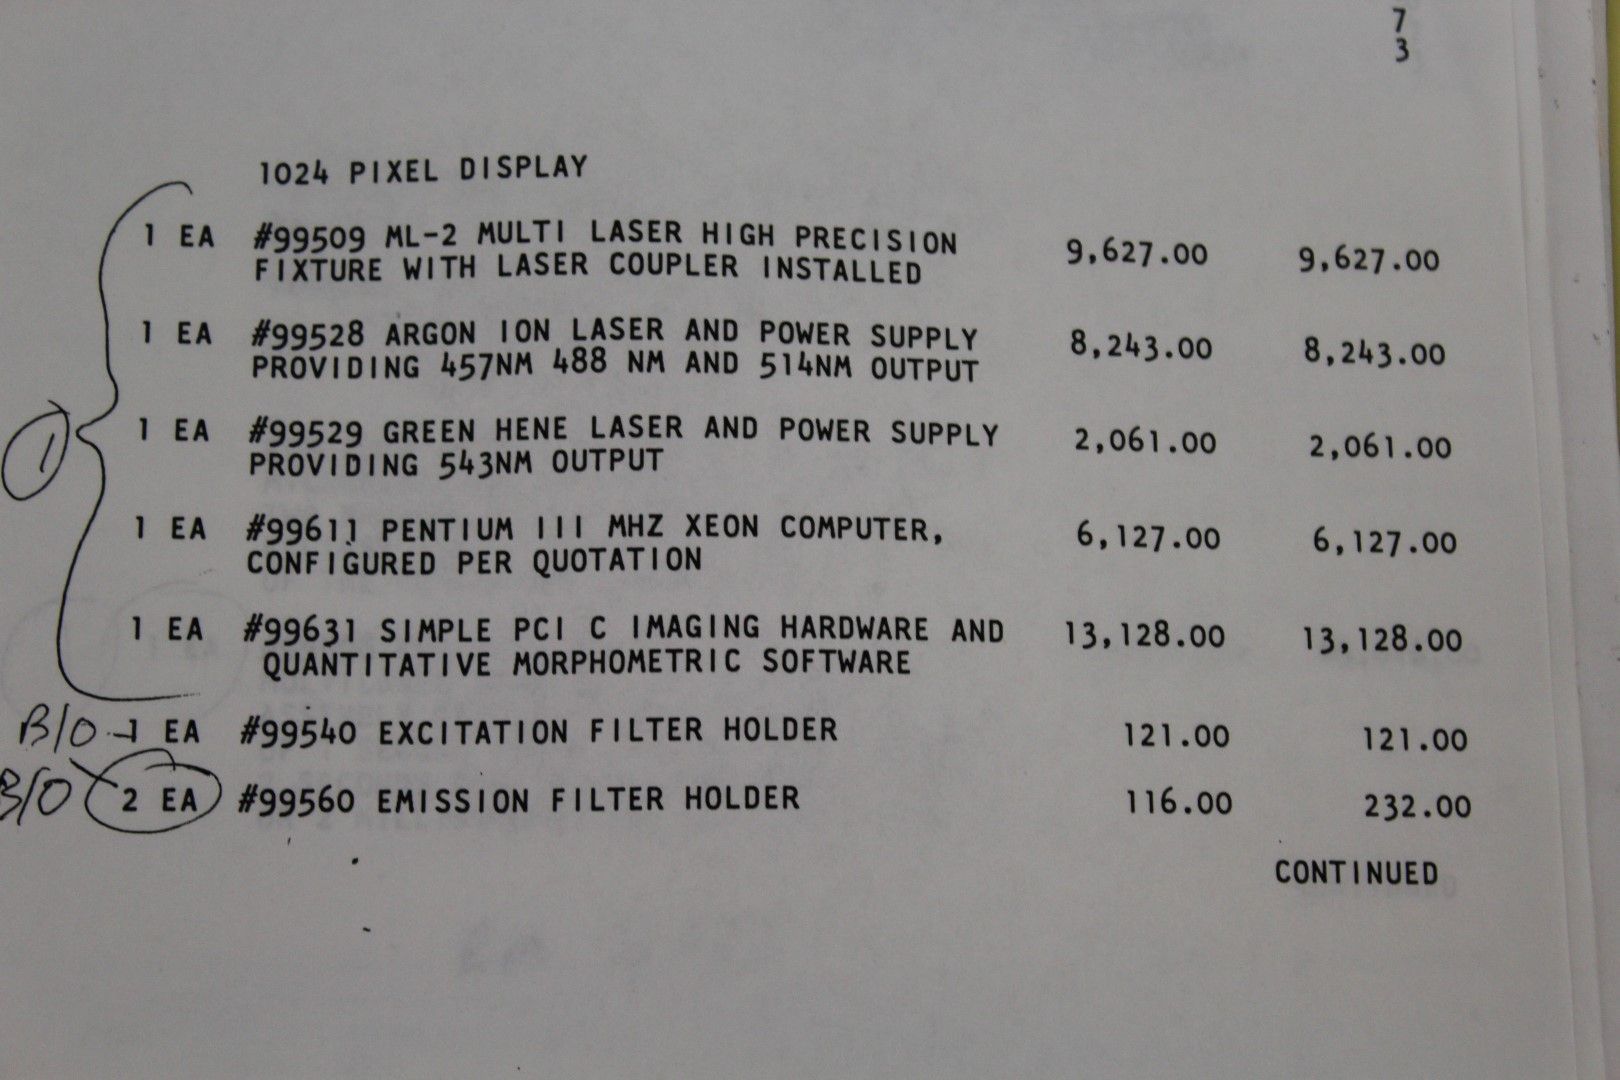 7
3
1024 PIXEL DISPLAY
1 EA #99509 ML-2 MULTI LASER HIGH PRECISION 9,627.00 9,627.00
FIXTURE WITH LASER COUPLER INSTALLED
1 EA #99528 ARGON ION LASER AND POWER SUPPLY 8,243.00 8,243.00
PROVIDING 457NM 488 NM AND 514NM OUTPUT
1 EA #99529 GREEN HENE LASER AND POWER SUPPLY 2,061.00 2,061.00
PROVIDING 543NM OUTPUT
1
1 EA #99611 PENTIUM III MHZ XEON COMPUTER, 6,127.00 6,127.00
CONFIGURED PER QUOTATION
1 EA #99631 SIMPLE PCI C IMAGING HARDWARE AND 13,128.00 13,128.00
QUANTITATIVE MORPHOMETRIC SOFTWARE
B/O 1 EA #99540 EXCITATION FILTER HOLDER 121.00 121.00
B/O 2 EA #99560 EMISSION FILTER HOLDER 116.00 232.00
CONTINUED